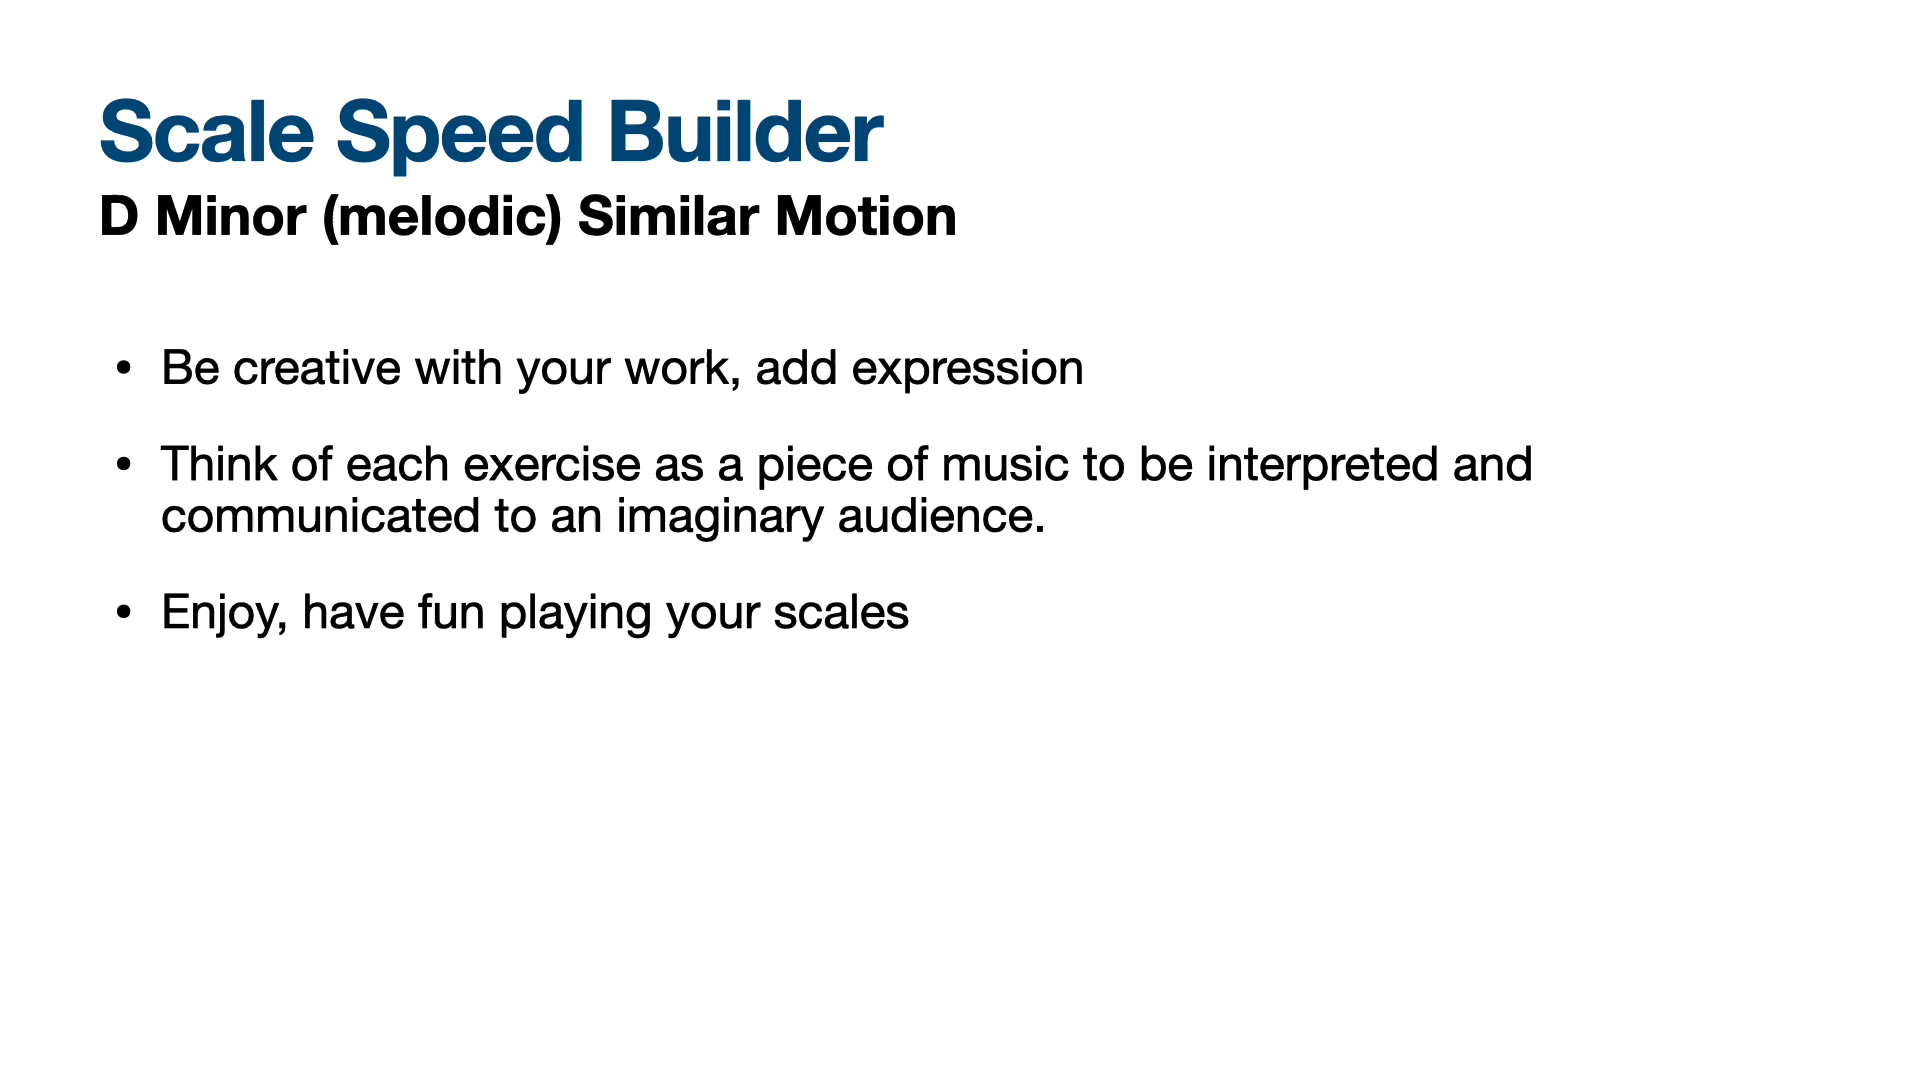 Scale Speed Builder
D Minor (melodic) Similar Motion
• Be creative with your work, add expression
• Think of each exercise as a piece of music to be interpreted and
communicated to an imaginary audience.
• Enjoy, have fun playing your scales